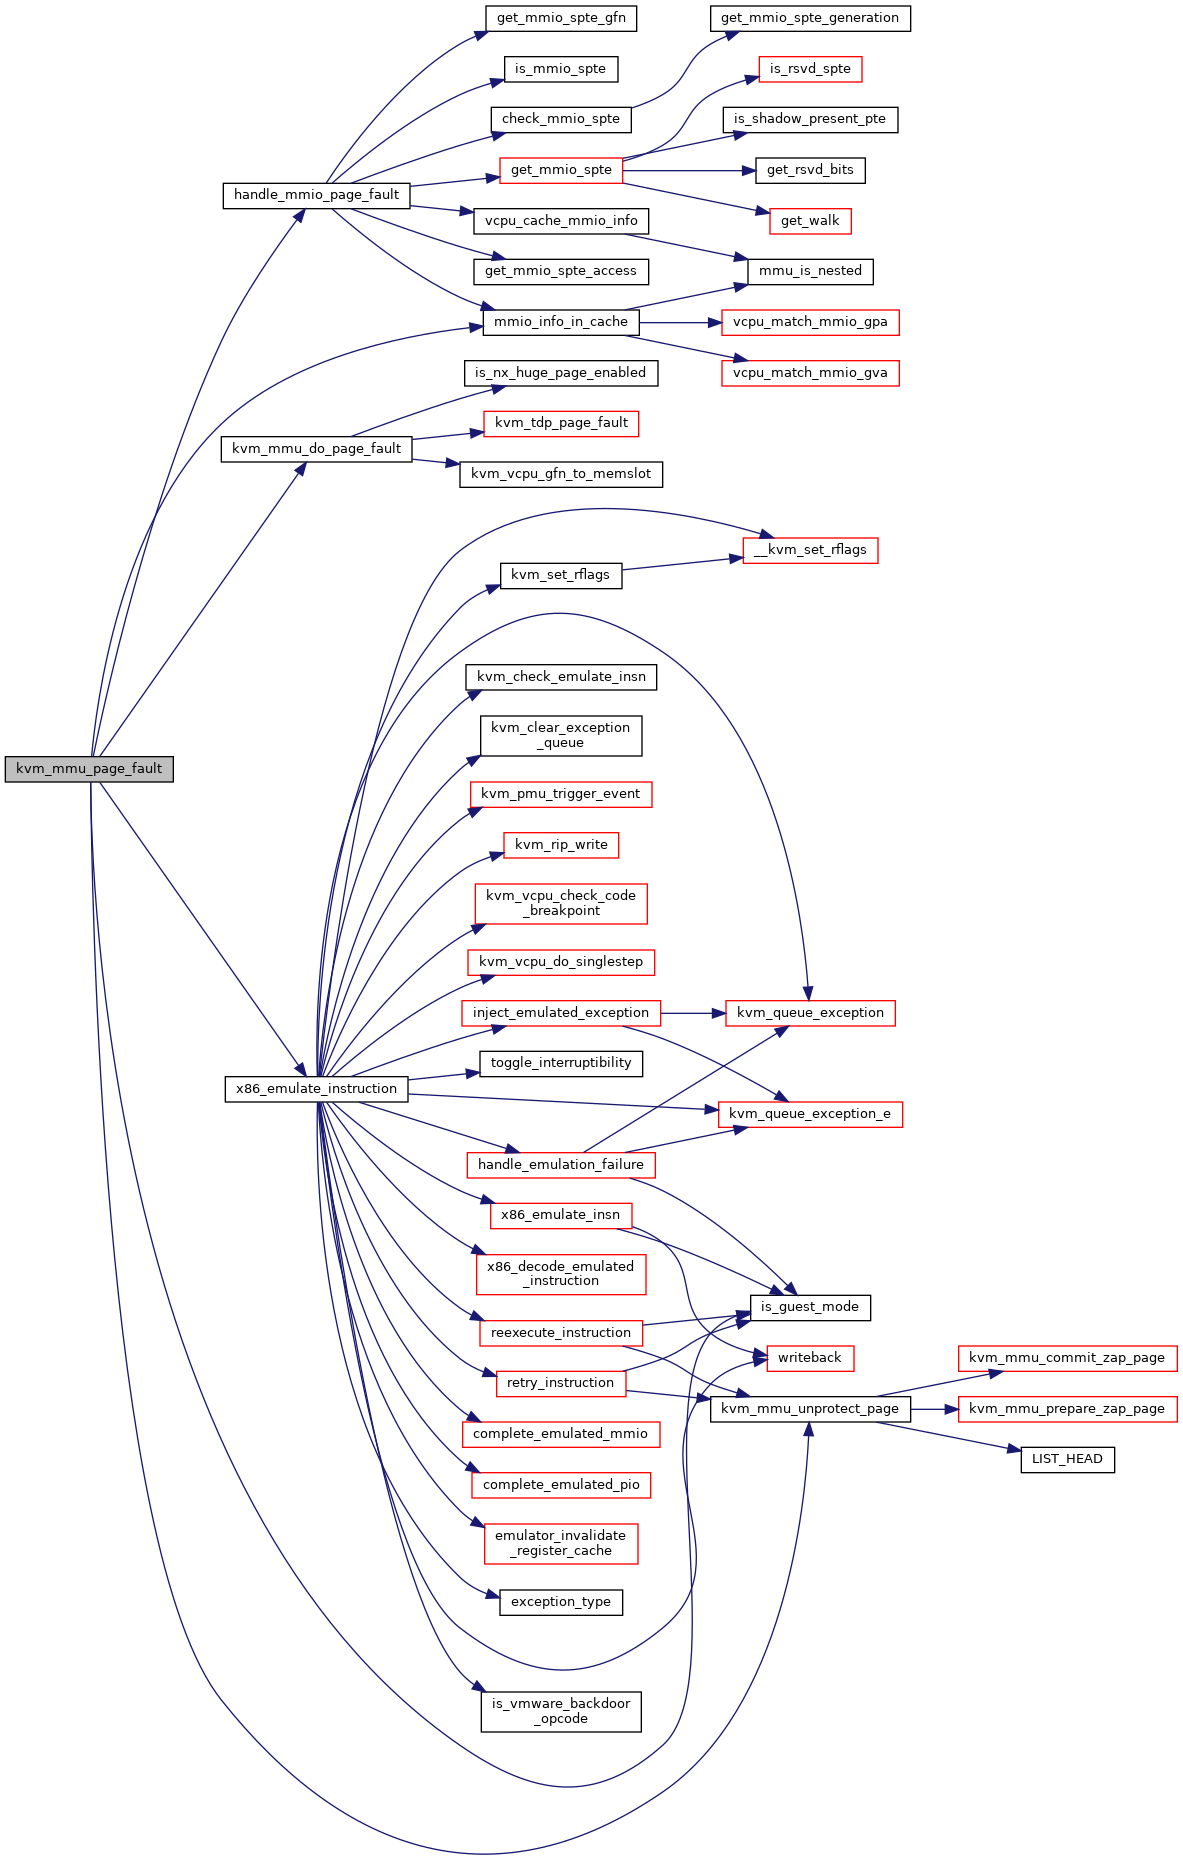 get_mmio_spte_gfn
get_mmio_spte_generation
is_mmio_spte
is_rsvd_spte
check_mmio_spte
is_shadow_present_pte
get_mmio_spte
get_rsvd_bits
handle_mmio_page_fault
vcpu_cache_mmio_info
get_walk
get_mmio_spte_access
mmu_is_nested
mmio_info_in_cache
vcpu_match_mmio_gpa
is_nx_huge_page_enabled
vcpu_match_mmio_gva
kvm_tdp_page_fault
kvm_mmu_do_page_fault
kvm_vcpu_gfn_to_memslot
__kvm_set_rflags
kvm_set_rflags
kvm_check_emulate_insn
kvm_clear_exception
_queue
kvm_mmu_page_fault
kvm_pmu_trigger_event
kvm_rip_write
kvm_vcpu_check_code
_breakpoint
kvm_vcpu_do_singlestep
inject_emulated_exception
kvm_queue_exception
toggle_interruptibility
x86_emulate_instruction
kvm_queue_exception_e
handle_emulation_failure
x86_emulate_insn
x86_decode_emulated
_instruction
is_guest_mode
reexecute_instruction
writeback
kvm_mmu_commit_zap_page
retry_instruction
kvm_mmu_unprotect_page
kvm_mmu_prepare_zap_page
complete_emulated_mmio
LIST_HEAD
complete_emulated_pio
emulator_invalidate
_register_cache
exception_type
is_vmware_backdoor
_opcode